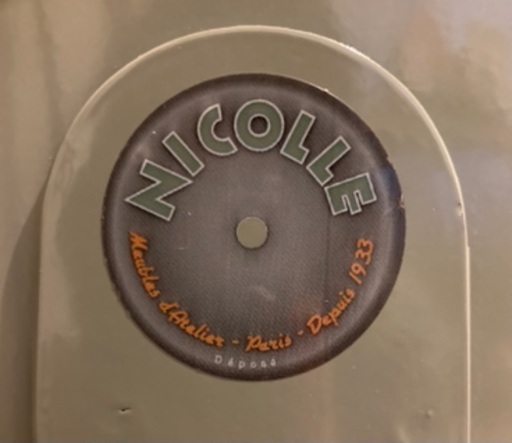 NICOLLE
Meubles d'Atelier - Paris - Depuis 1933
Déposé